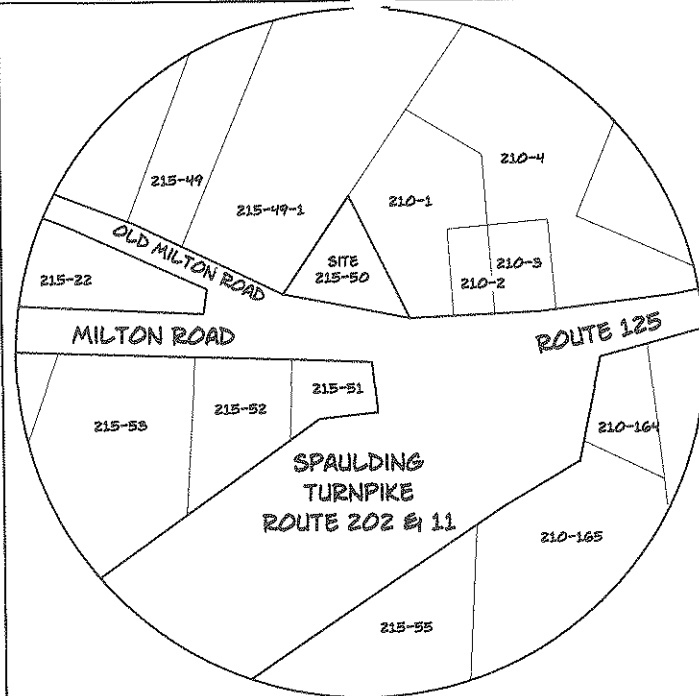 210-4
215-49
215-49-1
210-1
OLD MILTON ROAD
SITE
215-50
210-3
210-2
215-22
MILTON ROAD
ROUTE 125
215-51
215-52
215-53
210-164
SPAULDING
TURNPIKE
ROUTE 202 & 11
210-165
215-55